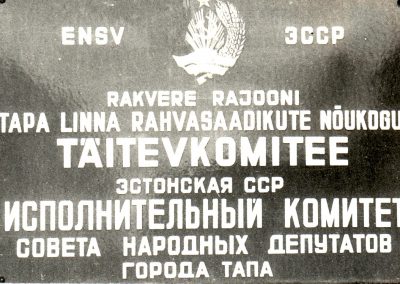 ENSV ЭССР
RAKVERE RAJOONI
TAPA LINNA RAHVASAADIKUTE NÕUKOGU
TÄITEVKOMITEE
ЭСТОНСКАЯ ССР
ИСПОЛНИТЕЛЬНЫЙ КОМИТЕТ
СОВЕТА НАРОДНЫХ ДЕПУТАТОВ
ГОРОДА ТАПА